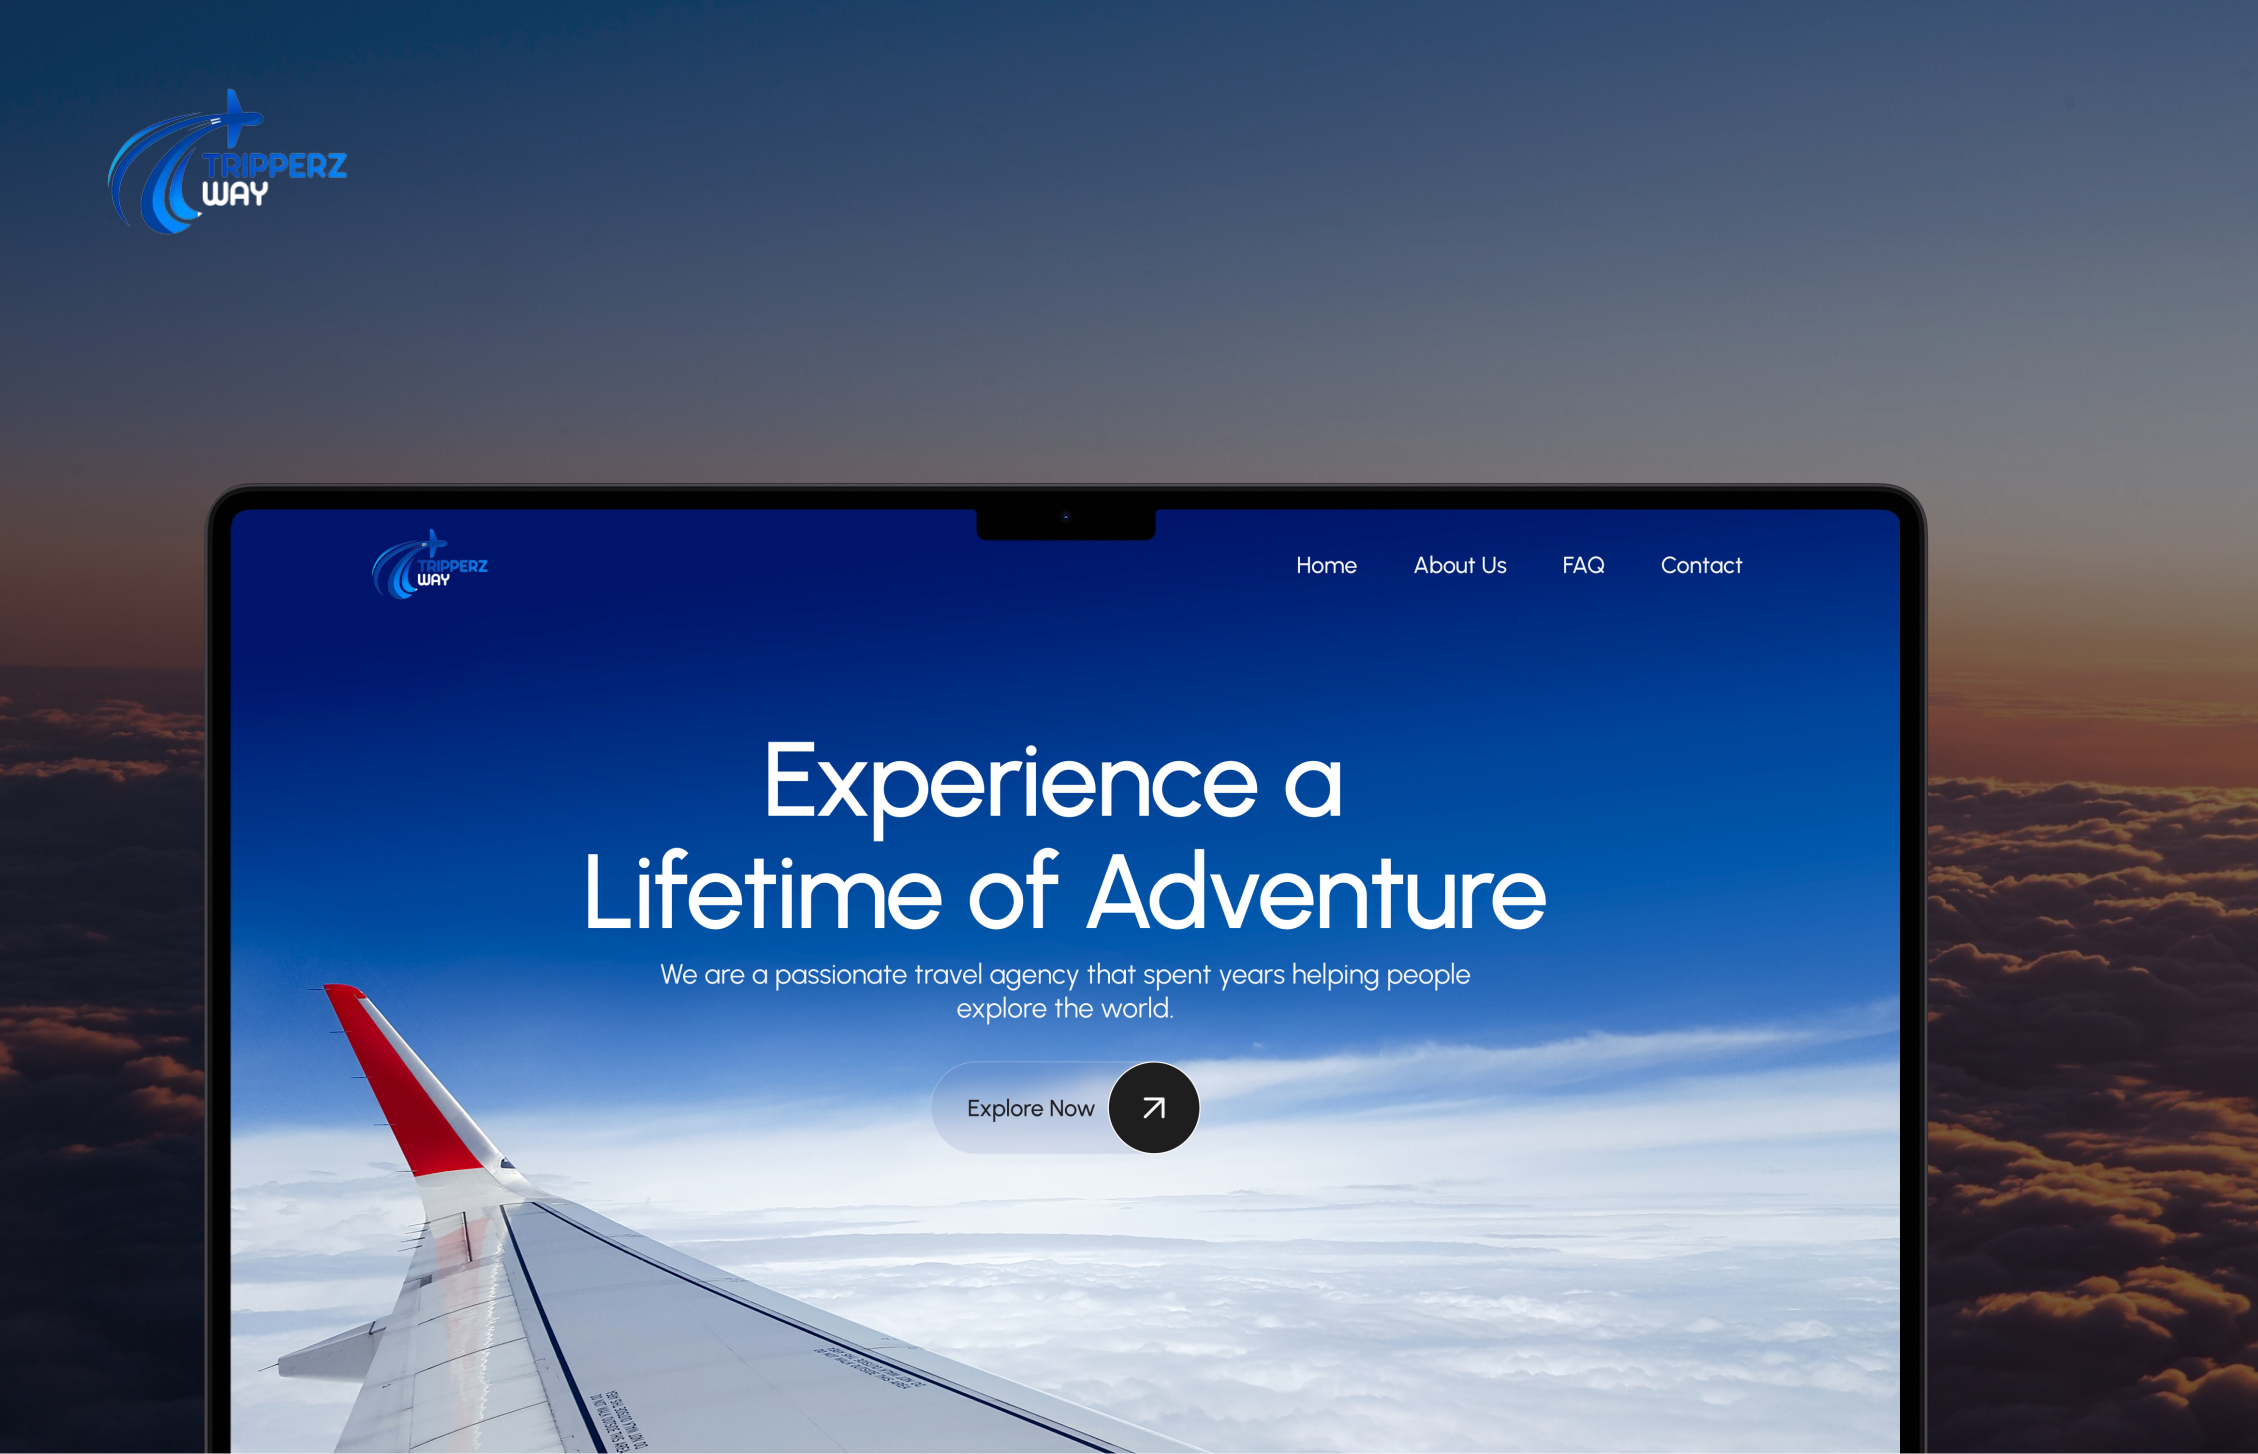 TRIPPERZ
WAY
TRIPPERZ
WAY
Home About Us FAQ Contact
Experience a
Lifetime of Adventure
We are a passionate travel agency that spent years helping people
explore the world.
Explore Now